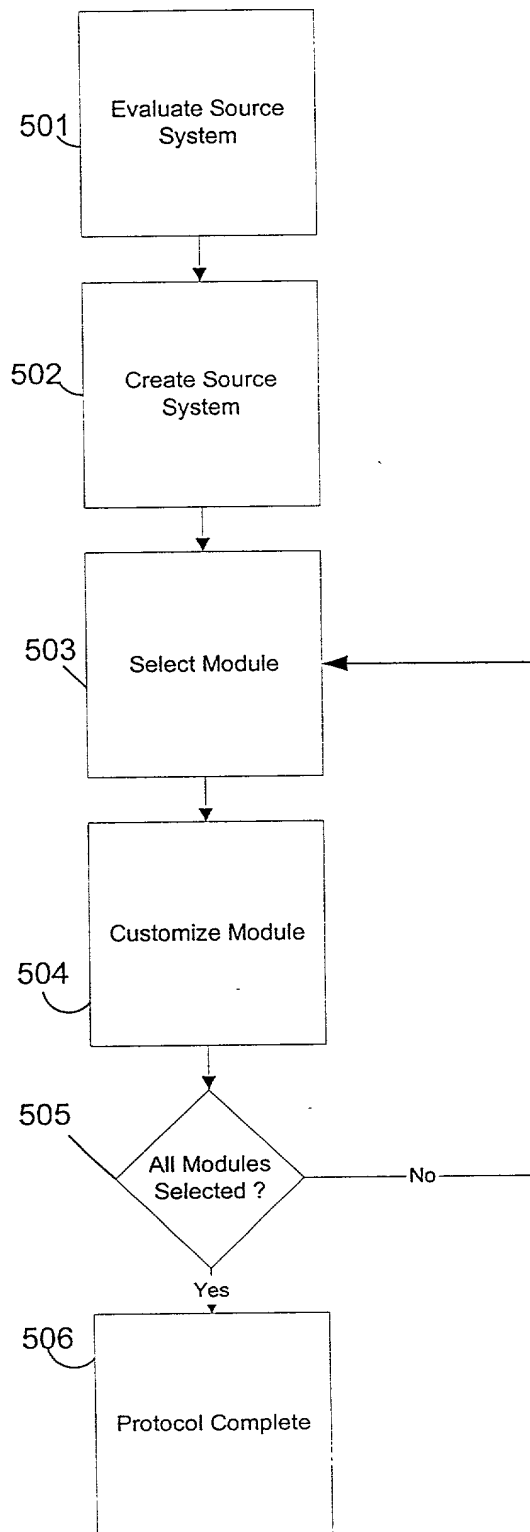 501
Evaluate Source
System
502
Create Source
System
503
Select Module
504
Customize Module
505
All Modules
Selected ?
No
Yes
506
Protocol Complete